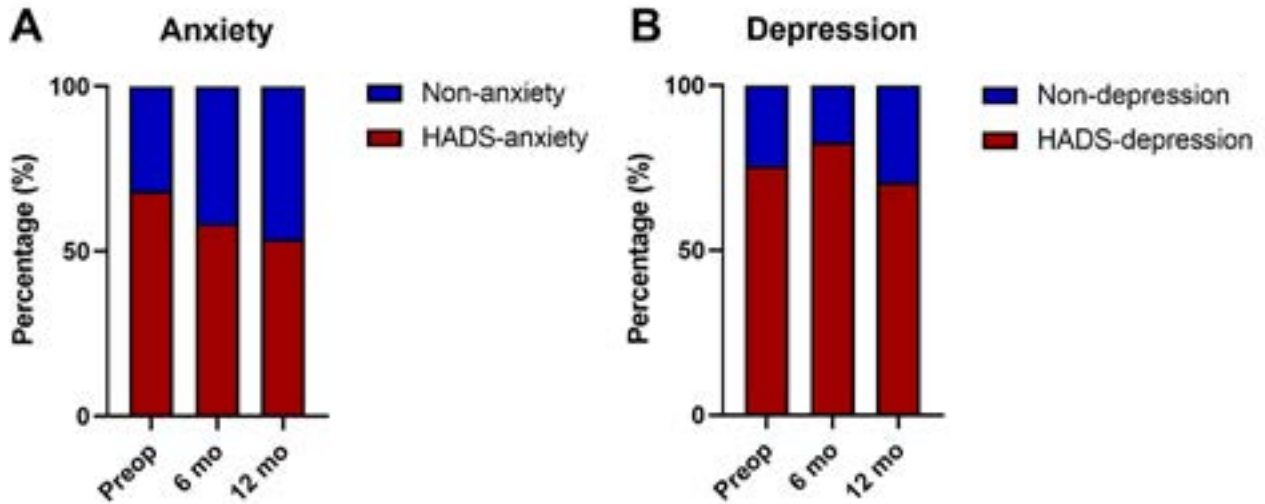 A
Anxiety
Percentage (%)
100
50
0
Preop
6 mo
12 mo
Non-anxiety
HADS-anxiety
B
Depression
Percentage (%)
100
50
0
Preop
6 mo
12 mo
Non-depression
HADS-depression